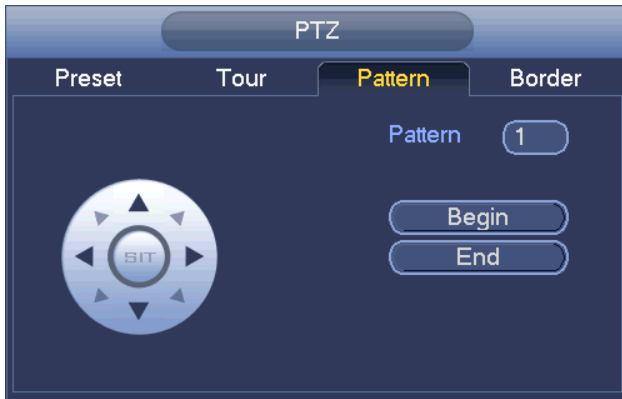 PTZ
Preset Tour Pattern Border
Pattern 1
Begin
SIT
End